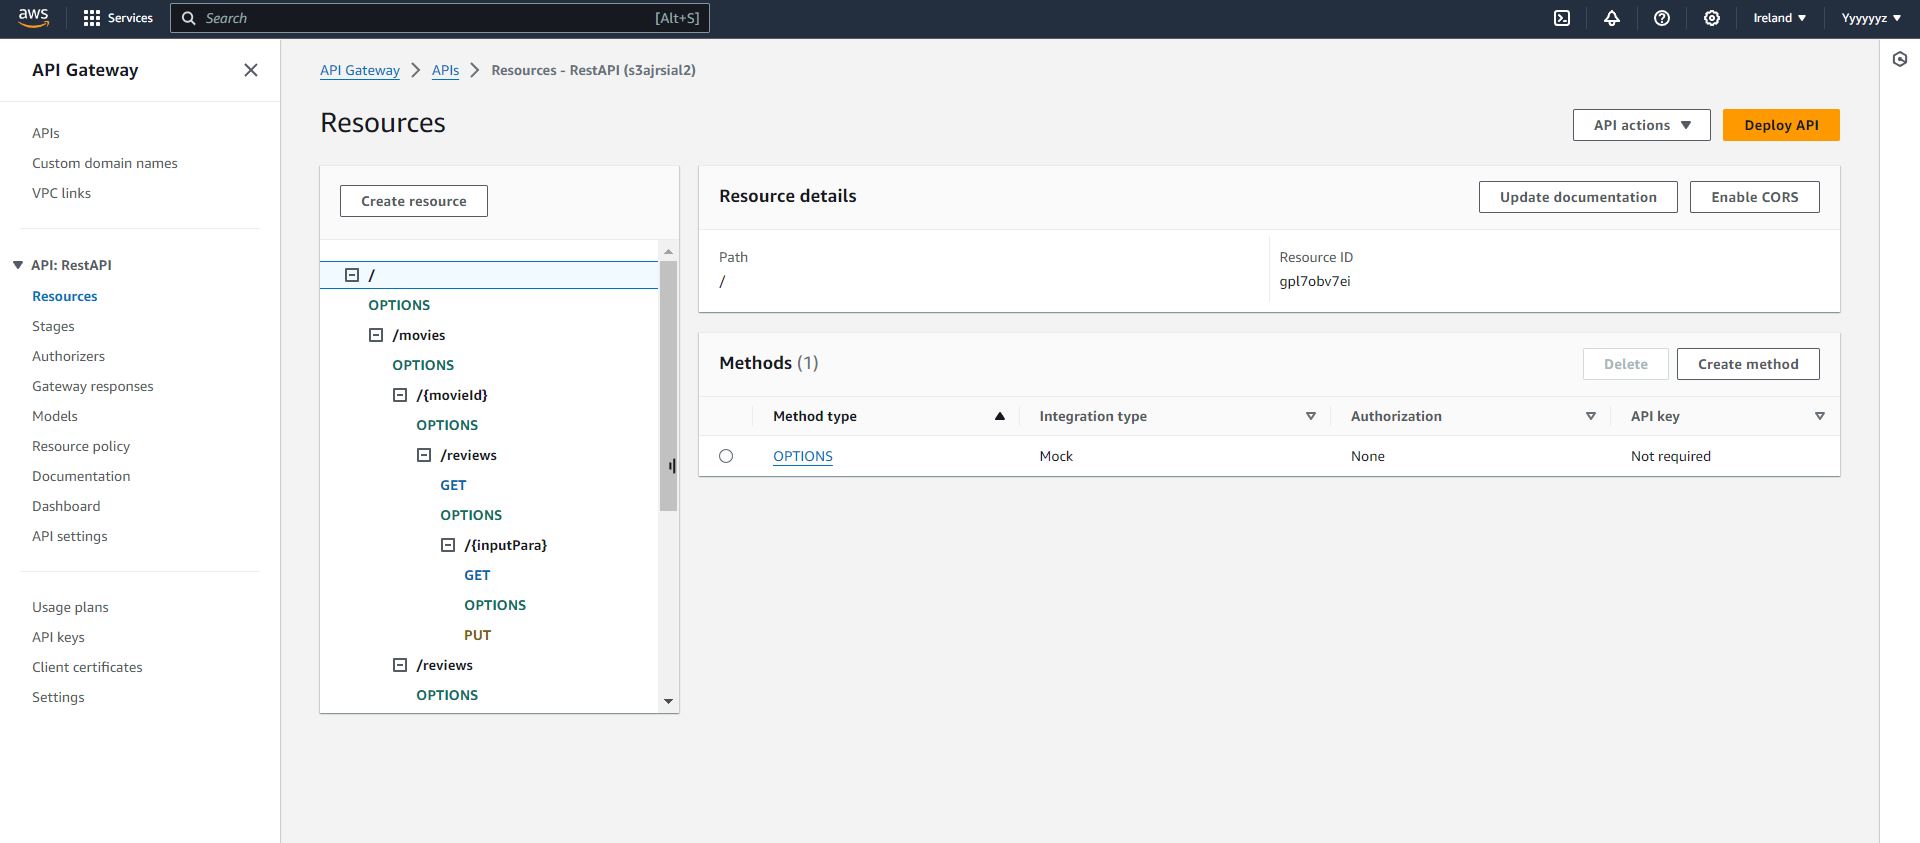 aws Services Search [Alt+S] Ireland Yyyyyyz
API Gateway
APIs
Custom domain names
VPC links
API: RestAPI
Resources
Stages
Authorizers
Gateway responses
Models
Resource policy
Documentation
Dashboard
API settings
Usage plans
API keys
Client certificates
Settings
API Gateway APIs Resources - RestAPI (s3ajrsial2)
Resources
API actions Deploy API
Create resource
/
OPTIONS
/movies
OPTIONS
/{movieId}
OPTIONS
/reviews
GET
OPTIONS
/{inputPara}
GET
OPTIONS
PUT
/reviews
OPTIONS
Resource details Update documentation Enable CORS
Path Resource ID
/ gpl7obv7ei
Methods (1) Delete Create method
Method type Integration type Authorization API key
OPTIONS Mock None Not required